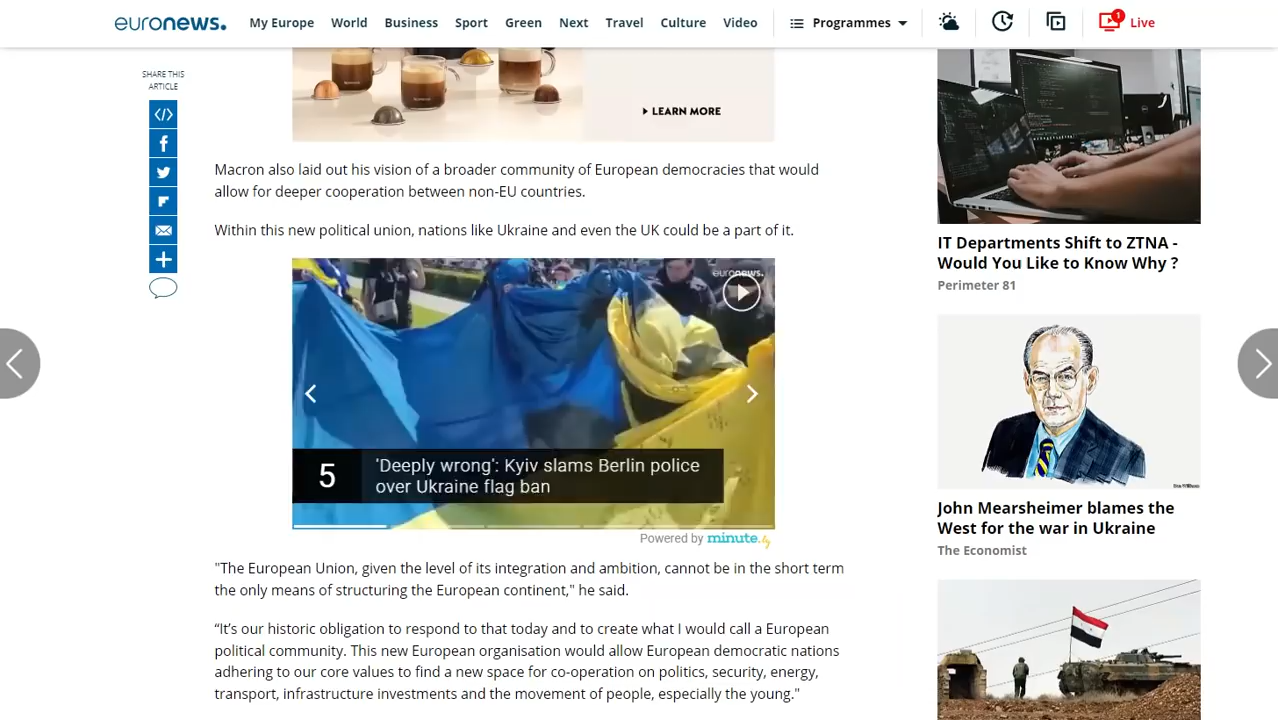 euronews.
My Europe World Business Sport Green Next Travel Culture Video Programmes 1 Live
SHARE THIS
ARTICLE
LEARN MORE
Macron also laid out his vision of a broader community of European democracies that would
allow for deeper cooperation between non-EU countries.
Within this new political union, nations like Ukraine and even the UK could be a part of it.
euronews.
5
'Deeply wrong': Kyiv slams Berlin police
over Ukraine flag ban
Powered by minute.ly
"The European Union, given the level of its integration and ambition, cannot be in the short term
the only means of structuring the European continent," he said.
“It’s our historic obligation to respond to that today and to create what I would call a European
political community. This new European organisation would allow European democratic nations
adhering to our core values to find a new space for co-operation on politics, security, energy,
transport, infrastructure investments and the movement of people, especially the young."
IT Departments Shift to ZTNA -
Would You Like to Know Why ?
Perimeter 81
John Mearsheimer blames the
West for the war in Ukraine
The Economist